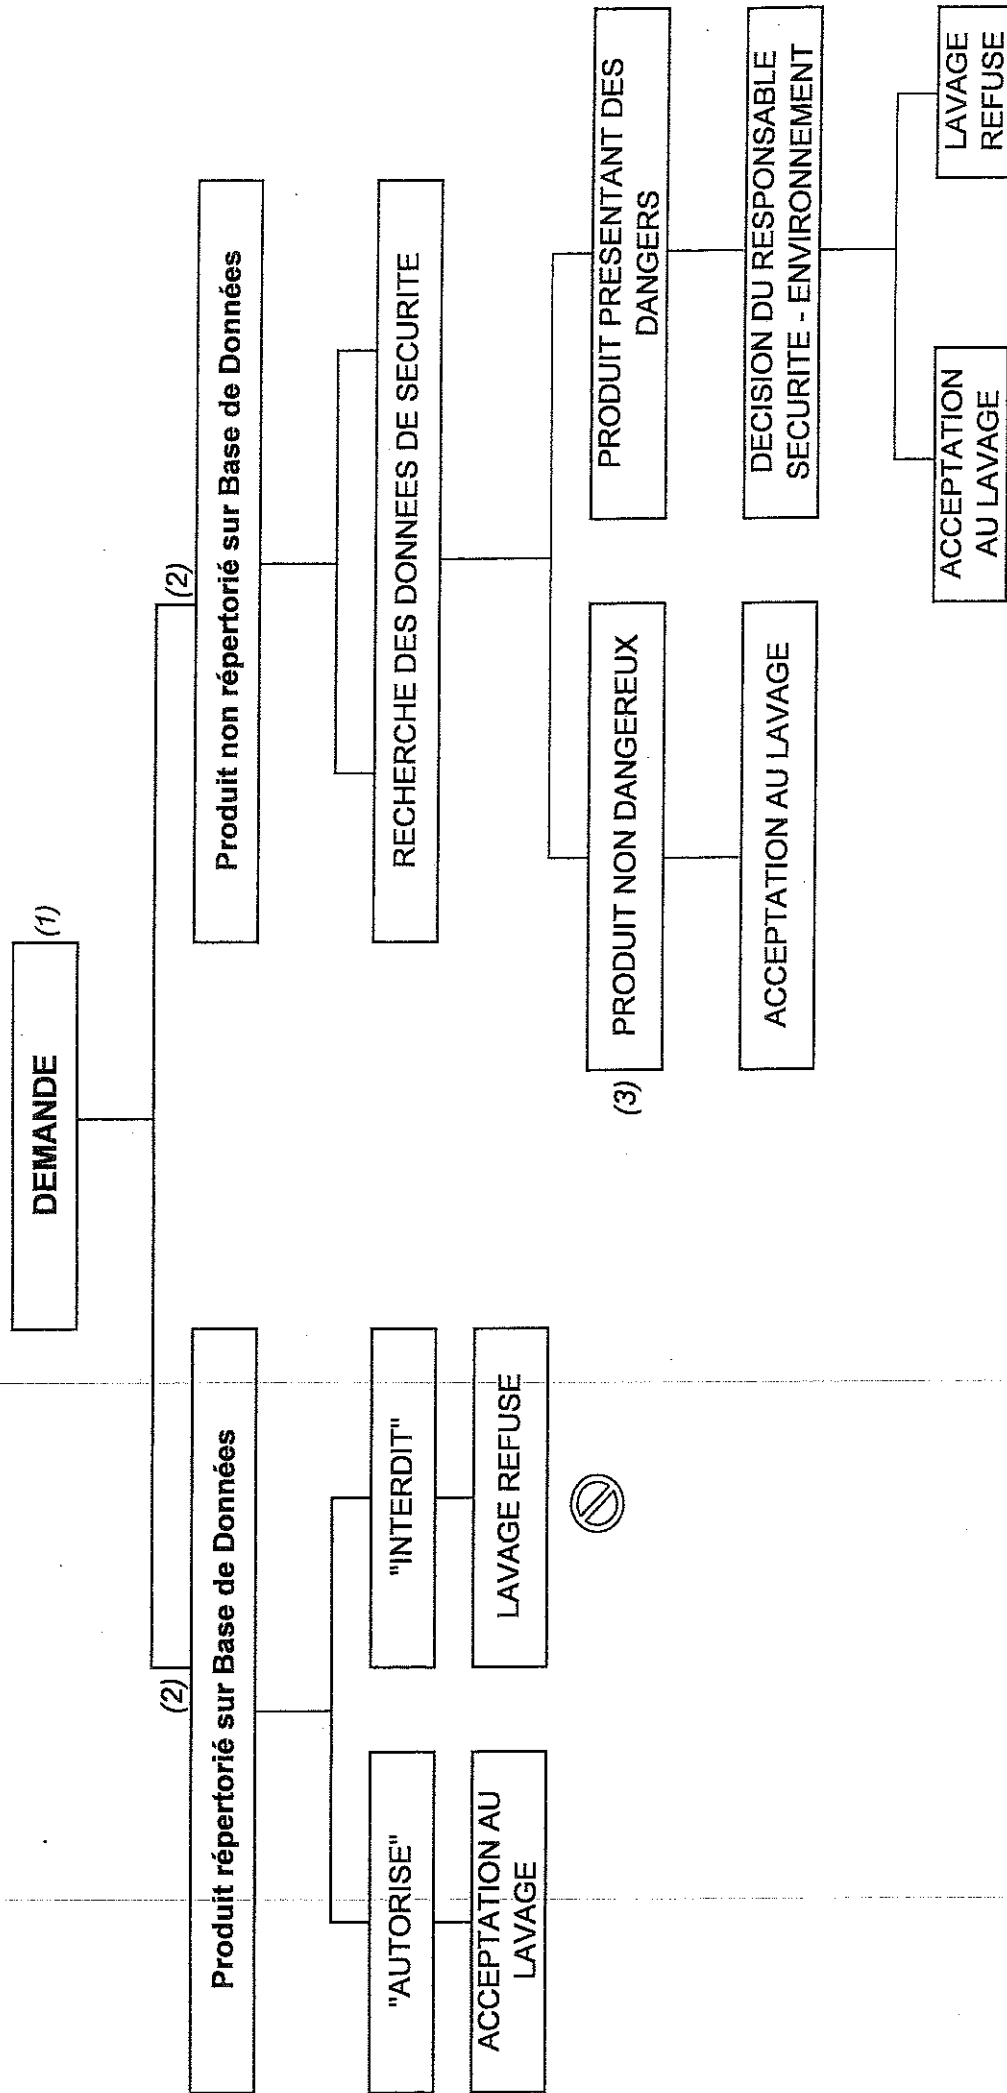 DEMANDE
(1)
(2)
Produit répertorié sur Base de Données
(2)
Produit non répertorié sur Base de Données
"AUTORISE"
"INTERDIT"
RECHERCHE DES DONNEES DE SECURITE
ACCEPTATION AU
LAVAGE
LAVAGE REFUSE
(3)
PRODUIT NON DANGEREUX
PRODUIT PRESENTANT DES
DANGERS
ACCEPTATION AU LAVAGE
DECISION DU RESPONSABLE
SECURITE - ENVIRONNEMENT
ACCEPTATION
AU LAVAGE
LAVAGE
REFUSE